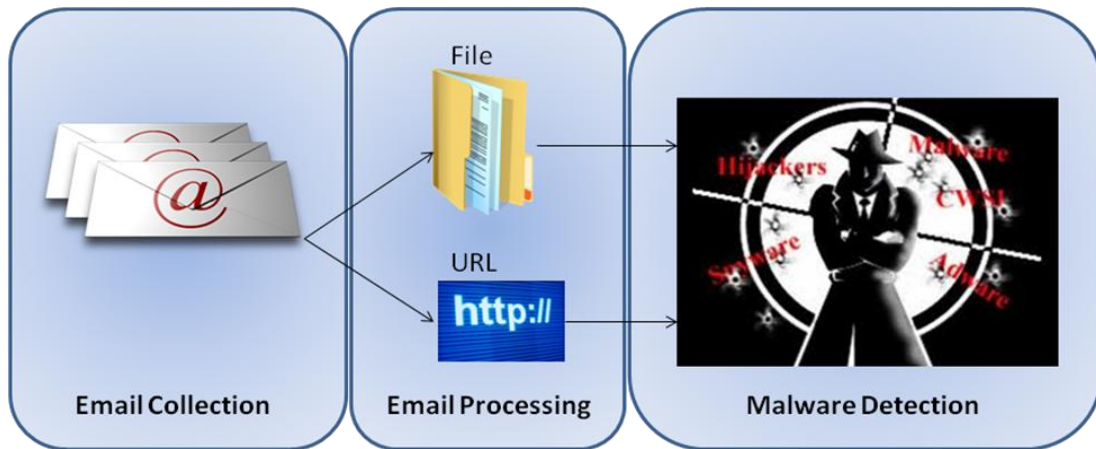 File
@
URL
http://
Hijackers
Malware
CWSI
Spyware
Adware
Email Collection
Email Processing
Malware Detection